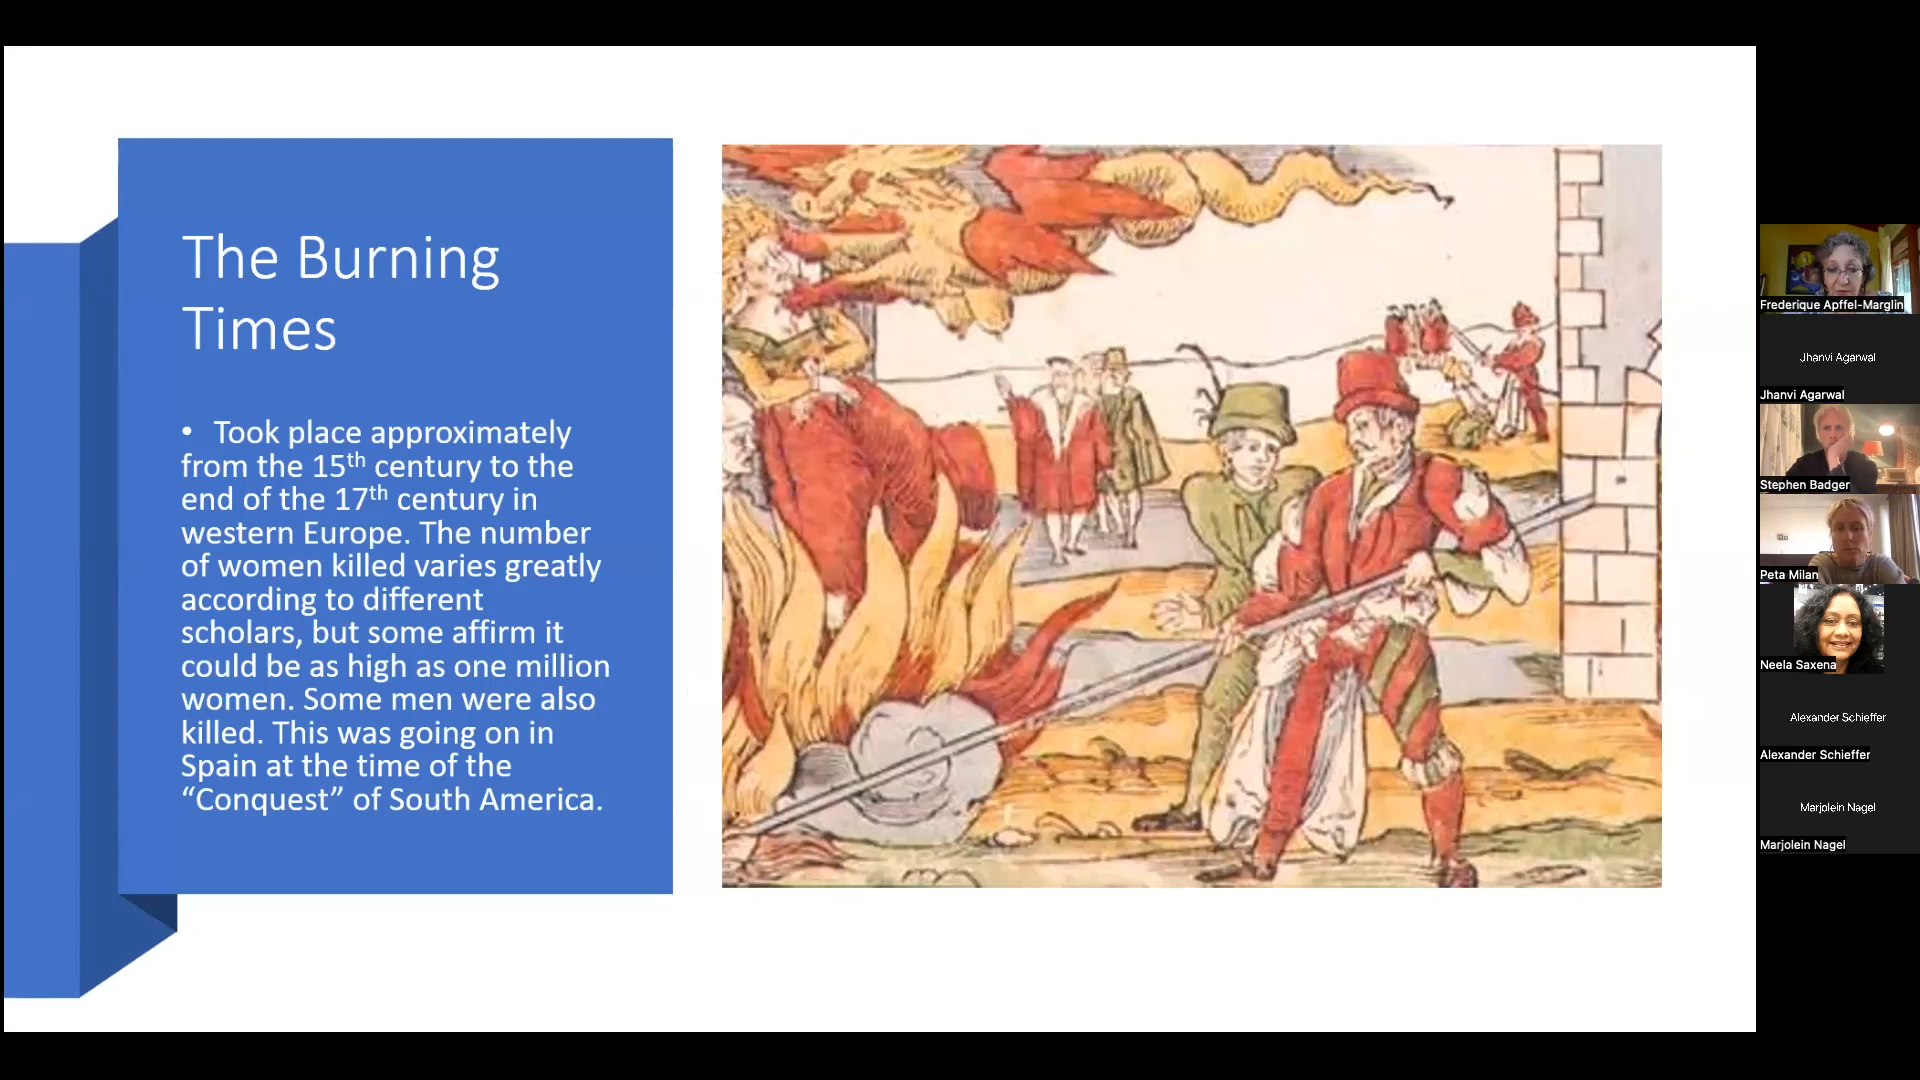 The Burning
Times
• Took place approximately
from the 15th century to the
end of the 17th century in
western Europe. The number
of women killed varies greatly
according to different
scholars, but some affirm it
could be as high as one million
women. Some men were also
killed. This was going on in
Spain at the time of the
“Conquest” of South America.
Frederique Apffel-Marglin
Jhanvi Agarwal
Jhanvi Agarwal
Stephen Badger
Peta Milan
Neela Saxena
Alexander Schieffer
Alexander Schieffer
Marjolein Nagel
Marjolein Nagel